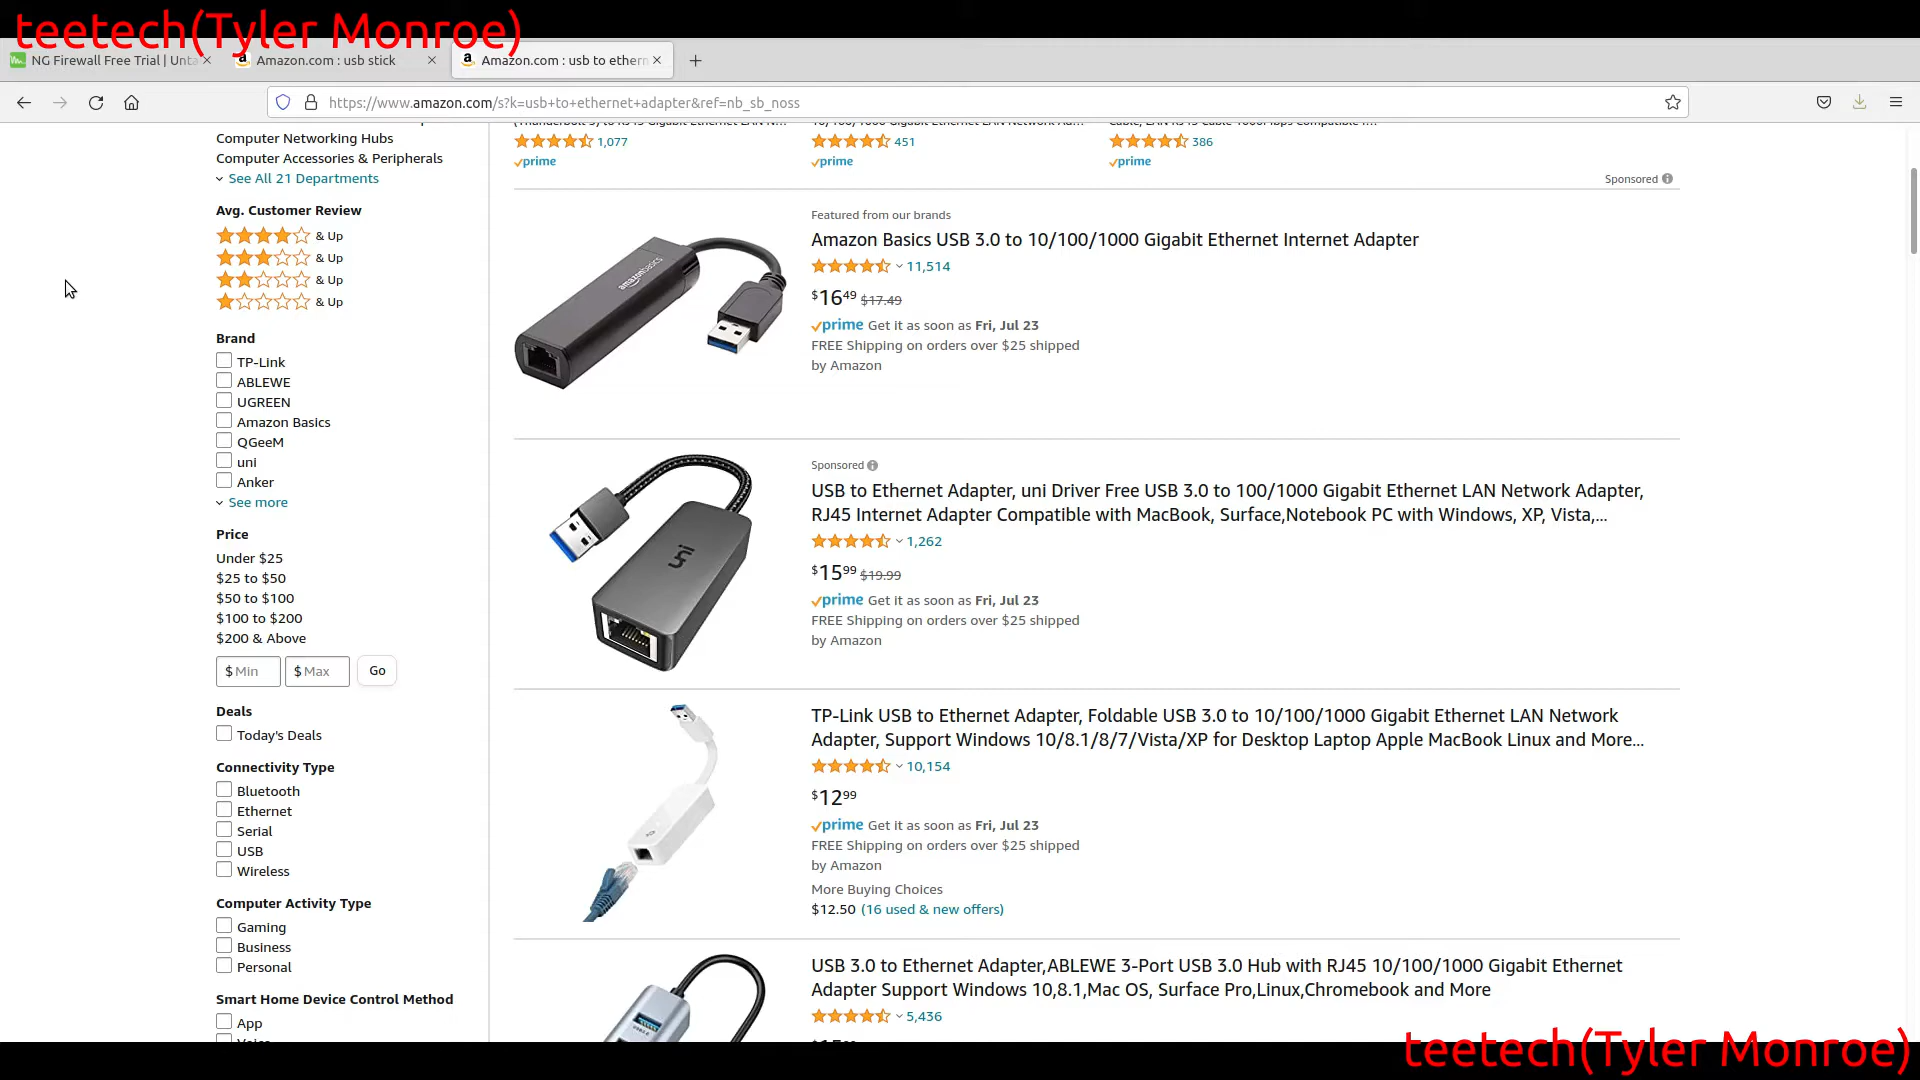 teetech(Tyler Monroe)
NG Firewall Free Trial | Unta
Amazon.com : usb stick
Amazon.com : usb to ethern
https://www.amazon.com/s?k=usb+to+ethernet+adapter&ref=nb_sb_noss
Computer Networking Hubs
Computer Accessories & Peripherals
See All 21 Departments
Avg. Customer Review
& Up
& Up
& Up
& Up
Brand
TP-Link
ABLEWE
UGREEN
Amazon Basics
QGeeM
uni
Anker
See more
Price
Under $25
$25 to $50
$50 to $100
$100 to $200
$200 & Above
$ Min $ Max Go
Deals
Today's Deals
Connectivity Type
Bluetooth
Ethernet
Serial
USB
Wireless
Computer Activity Type
Gaming
Business
Personal
Smart Home Device Control Method
App
Voice
1,077
prime
451
prime
386
prime
Sponsored
Featured from our brands
Amazon Basics USB 3.0 to 10/100/1000 Gigabit Ethernet Internet Adapter
11,514
$16 49 $17.49
prime Get it as soon as Fri, Jul 23
FREE Shipping on orders over $25 shipped
by Amazon
amazonbasics
Sponsored
USB to Ethernet Adapter, uni Driver Free USB 3.0 to 100/1000 Gigabit Ethernet LAN Network Adapter,
RJ45 Internet Adapter Compatible with MacBook, Surface,Notebook PC with Windows, XP, Vista,...
1,262
$15 99 $19.99
prime Get it as soon as Fri, Jul 23
FREE Shipping on orders over $25 shipped
by Amazon
uni
TP-Link USB to Ethernet Adapter, Foldable USB 3.0 to 10/100/1000 Gigabit Ethernet LAN Network
Adapter, Support Windows 10/8.1/8/7/Vista/XP for Desktop Laptop Apple MacBook Linux and More...
10,154
$12 99
prime Get it as soon as Fri, Jul 23
FREE Shipping on orders over $25 shipped
by Amazon
More Buying Choices
$12.50 (16 used & new offers)
USB 3.0 to Ethernet Adapter,ABLEWE 3-Port USB 3.0 Hub with RJ45 10/100/1000 Gigabit Ethernet
Adapter Support Windows 10,8.1,Mac OS, Surface Pro,Linux,Chromebook and More
5,436
teetech(Tyler Monroe)